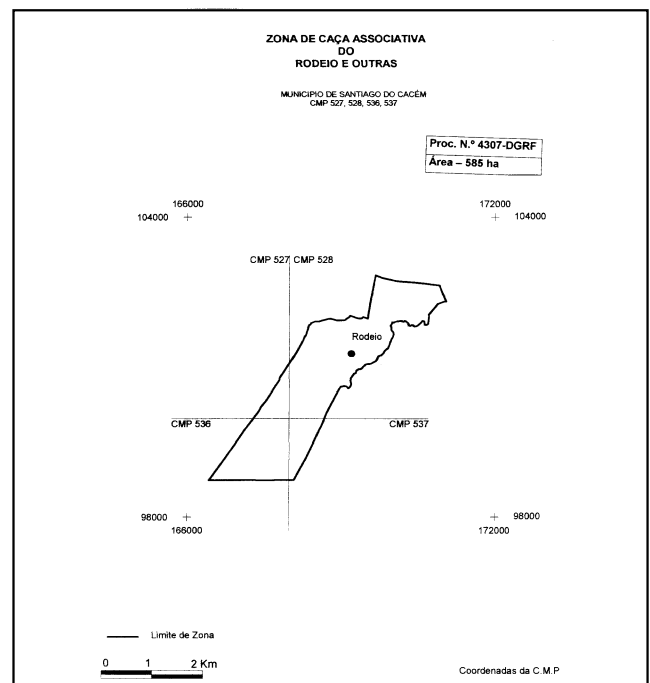 ZONA DE CAÇA ASSOCIATIVA
DO
RODEIO E OUTRAS
MUNICIPIO DE SANTIAGO DO CACÉM
CMP 527, 528, 536, 537
Proc. N.º 4307-DGRF
Área – 585 ha
166000 172000
104000 104000
CMP 527 CMP 528
Rodeio
CMP 536 CMP 537
98000 98000
166000 172000
Limite de Zona
0 1 2 Km
Coordenadas da C.M.P